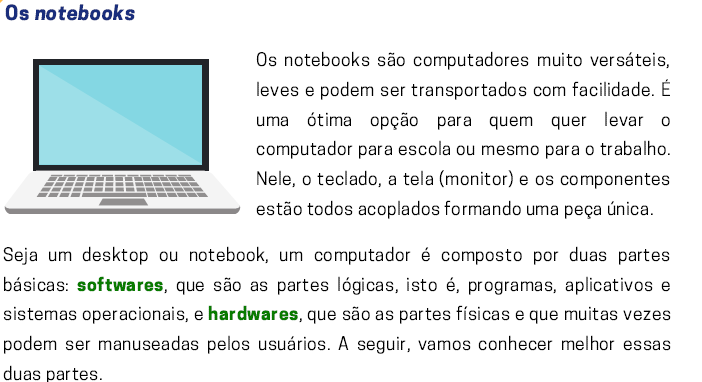 Os notebooks
Os notebooks são computadores muito versáteis,
leves e podem ser transportados com facilidade. É
uma ótima opção para quem quer levar o
computador para escola ou mesmo para o trabalho.
Nele, o teclado, a tela (monitor) e os componentes
estão todos acoplados formando uma peça única.
Seja um desktop ou notebook, um computador é composto por duas partes
básicas: softwares, que são as partes lógicas, isto é, programas, aplicativos e
sistemas operacionais, e hardwares, que são as partes físicas e que muitas vezes
podem ser manuseadas pelos usuários. A seguir, vamos conhecer melhor essas
duas partes.